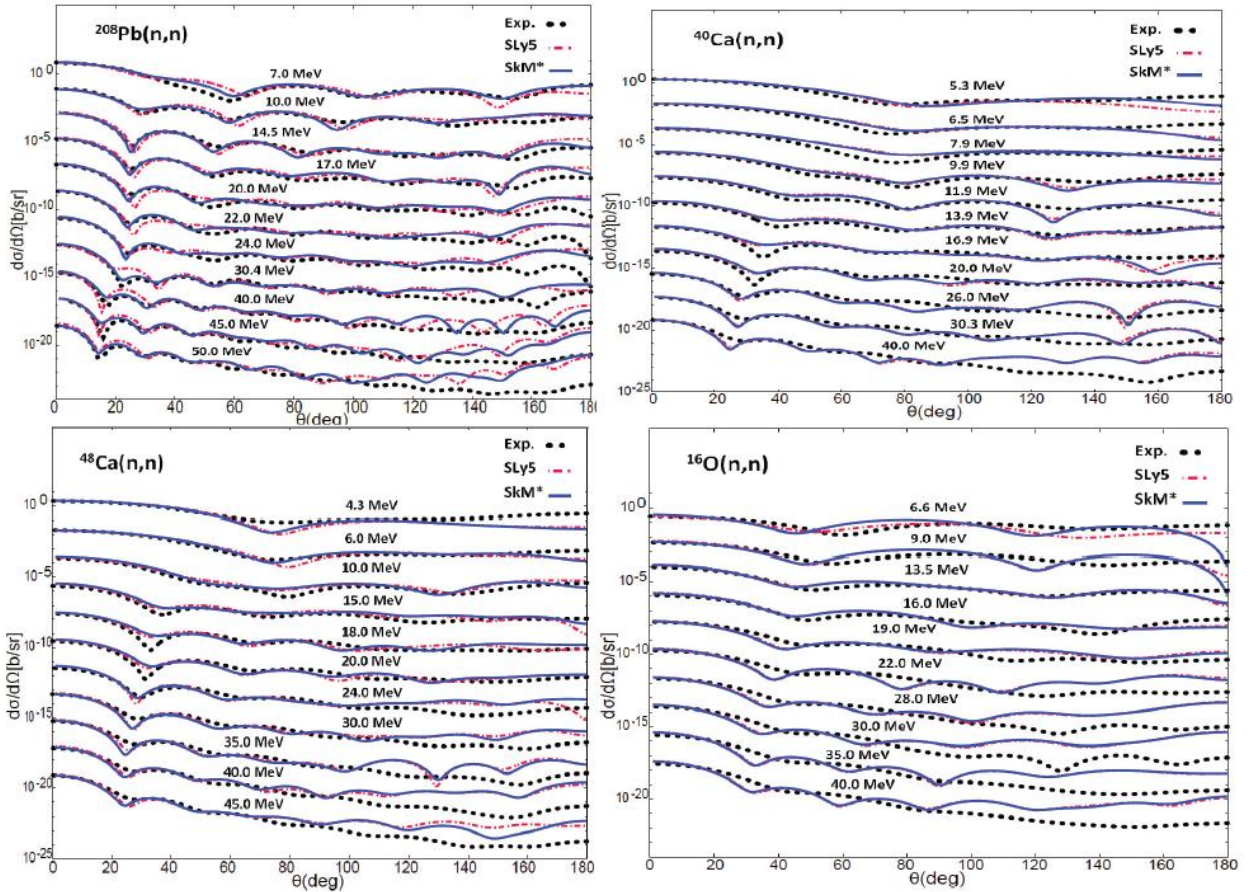 ²⁰⁸Pb(n,n)
Exp.
SLy5
SkM*
7.0 MeV
10.0 MeV
14.5 MeV
17.0 MeV
20.0 MeV
22.0 MeV
24.0 MeV
30.4 MeV
40.0 MeV
45.0 MeV
50.0 MeV
10⁰
10⁻⁵
10⁻¹⁰
10⁻¹⁵
10⁻²⁰
dσ/dΩ[b/sr]
0 20 40 60 80 100 120 140 160 180
θ(deg)
⁴⁰Ca(n,n)
Exp.
SLy5
SkM*
5.3 MeV
6.5 MeV
7.9 MeV
9.9 MeV
11.9 MeV
13.9 MeV
16.9 MeV
20.0 MeV
26.0 MeV
30.3 MeV
40.0 MeV
10⁰
10⁻⁵
10⁻¹⁰
10⁻¹⁵
10⁻²⁰
10⁻²⁵
dσ/dΩ[b/sr]
0 20 40 60 80 100 120 140 160 180
θ(deg)
⁴⁸Ca(n,n)
Exp.
SLy5
SkM*
4.3 MeV
6.0 MeV
10.0 MeV
15.0 MeV
18.0 MeV
20.0 MeV
24.0 MeV
30.0 MeV
35.0 MeV
40.0 MeV
45.0 MeV
10⁰
10⁻⁵
10⁻¹⁰
10⁻¹⁵
10⁻²⁰
10⁻²⁵
dσ/dΩ[b/sr]
0 20 40 60 80 100 120 140 160 180
θ(deg)
¹⁶O(n,n)
Exp.
SLy5
SkM*
6.6 MeV
9.0 MeV
13.5 MeV
16.0 MeV
19.0 MeV
22.0 MeV
28.0 MeV
30.0 MeV
35.0 MeV
40.0 MeV
10⁰
10⁻⁵
10⁻¹⁰
10⁻¹⁵
10⁻²⁰
dσ/dΩ[b/sr]
0 20 40 60 80 100 120 140 160 180
θ(deg)